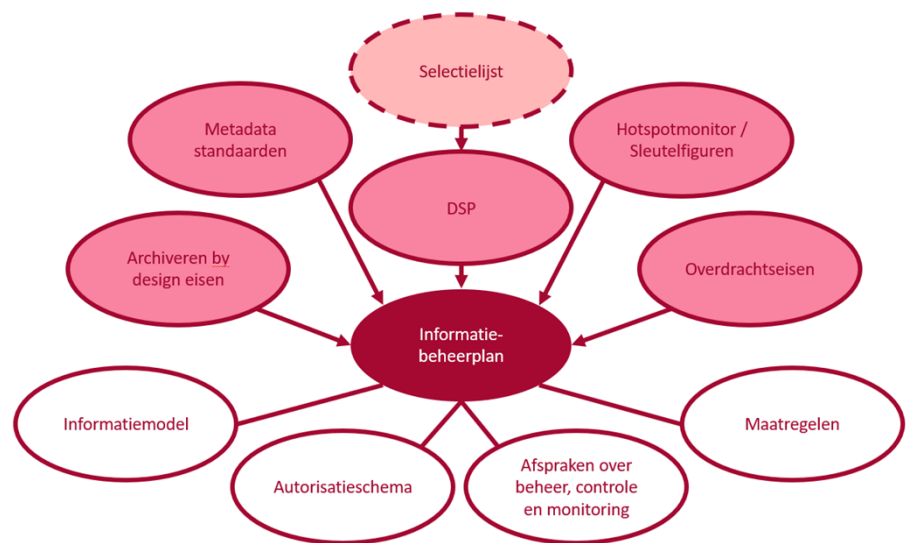 Selectielijst
Metadata
standaarden
Hotspotmonitor /
Sleutelfiguren
DSP
Archiveren by
design eisen
Overdrachtseisen
Informatie-
beheerplan
Informatiemodel
Maatregelen
Autorisatieschema
Afspraken over
beheer, controle
en monitoring